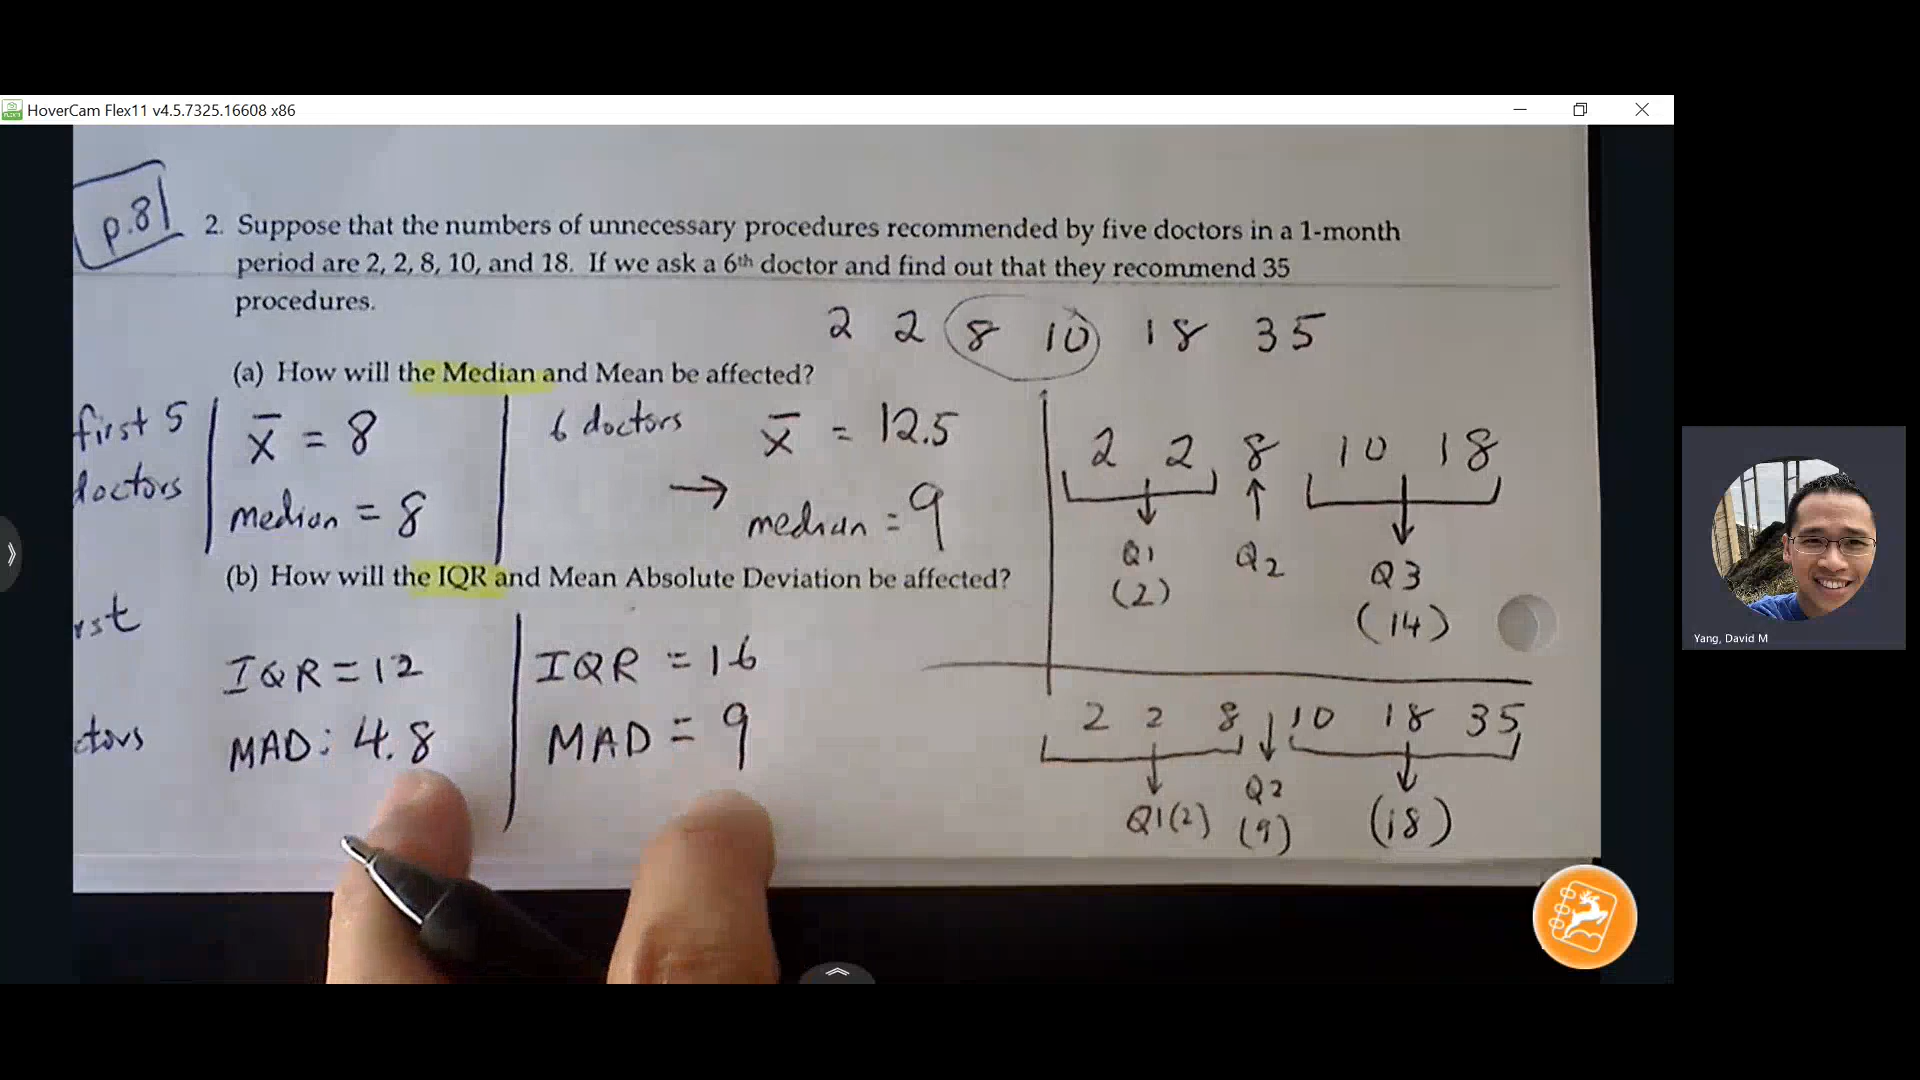 HoverCam Flex11 v4.5.7325.16608 x86
p.81
2. Suppose that the numbers of unnecessary procedures recommended by five doctors in a 1-month
period are 2, 2, 8, 10, and 18. If we ask a 6th doctor and find out that they recommend 35
procedures.
2 2 8 10 18 35
(a) How will the Median and Mean be affected?
first 5
doctors
x̄ = 8
median = 8
6 doctors x̄ = 12.5
→ median = 9
2 2 8 10 18
Q1 Q2 Q3
(2) (14)
(b) How will the IQR and Mean Absolute Deviation be affected?
rst
ctors
IQR = 12
MAD: 4.8
IQR = 16
MAD = 9
2 2 8 10 18 35
Q1(2) Q2 (18)
(9)
Yang, David M